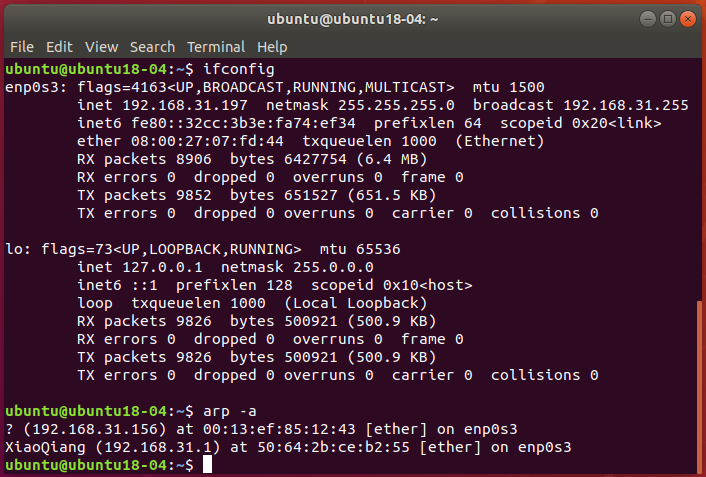 ubuntu@ubuntu18-04: ~
File Edit View Search Terminal Help
ubuntu@ubuntu18-04:~$ ifconfig
enp0s3: flags=4163<UP,BROADCAST,RUNNING,MULTICAST>  mtu 1500
        inet 192.168.31.197  netmask 255.255.255.0  broadcast 192.168.31.255
        inet6 fe80::32cc:3b3e:fa74:ef34  prefixlen 64  scopeid 0x20<link>
        ether 08:00:27:07:fd:44  txqueuelen 1000  (Ethernet)
        RX packets 8906  bytes 6427754 (6.4 MB)
        RX errors 0  dropped 0  overruns 0  frame 0
        TX packets 9852  bytes 651527 (651.5 KB)
        TX errors 0  dropped 0 overruns 0  carrier 0  collisions 0

lo: flags=73<UP,LOOPBACK,RUNNING>  mtu 65536
        inet 127.0.0.1  netmask 255.0.0.0
        inet6 ::1  prefixlen 128  scopeid 0x10<host>
        loop  txqueuelen 1000  (Local Loopback)
        RX packets 9826  bytes 500921 (500.9 KB)
        RX errors 0  dropped 0  overruns 0  frame 0
        TX packets 9826  bytes 500921 (500.9 KB)
        TX errors 0  dropped 0 overruns 0  carrier 0  collisions 0

ubuntu@ubuntu18-04:~$ arp -a
? (192.168.31.156) at 00:13:ef:85:12:43 [ether] on enp0s3
XiaoQiang (192.168.31.1) at 50:64:2b:ce:b2:55 [ether] on enp0s3
ubuntu@ubuntu18-04:~$